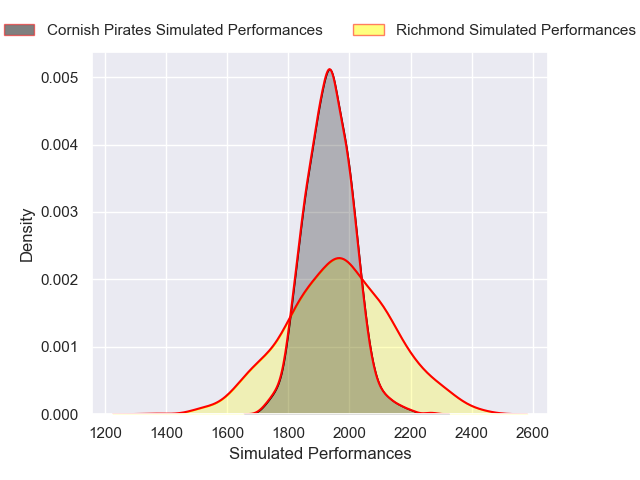 Cornish Pirates Simulated Performances
Richmond Simulated Performances
0.005
0.004
0.003
0.002
0.001
0.000
Density
1200 1400 1600 1800 2000 2200 2400 2600
Simulated Performances